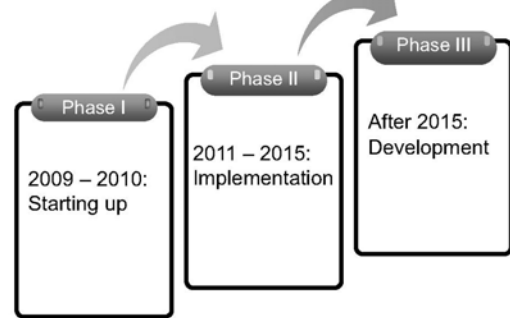 Phase I
2009 – 2010:
Starting up
Phase II
2011 – 2015:
Implementation
Phase III
After 2015:
Development